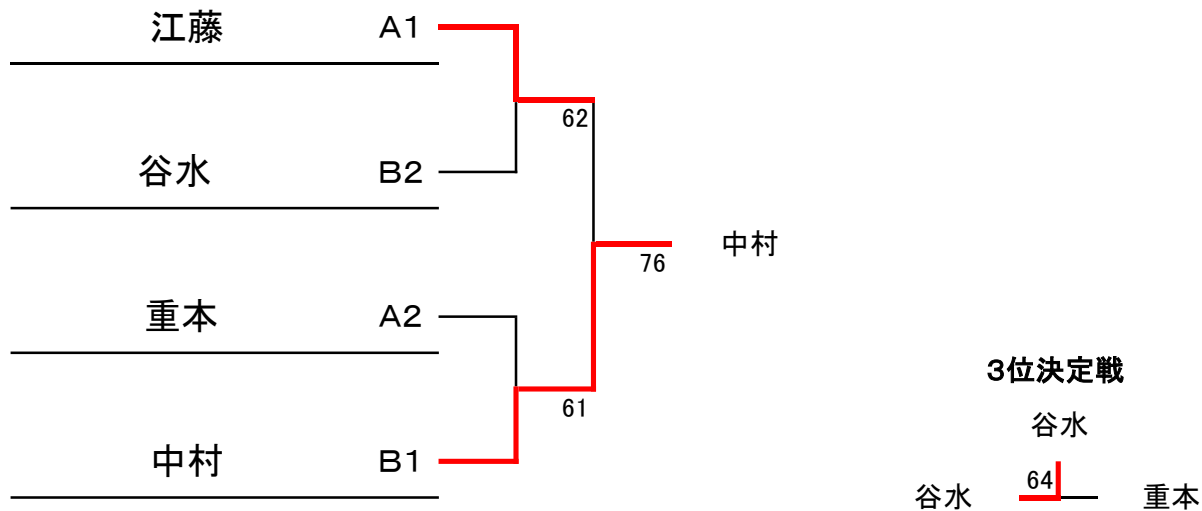 江藤 A1
62
谷水 B2
76 中村
重本 A2
61
中村 B1
3位決定戦
谷水
谷水 64 重本